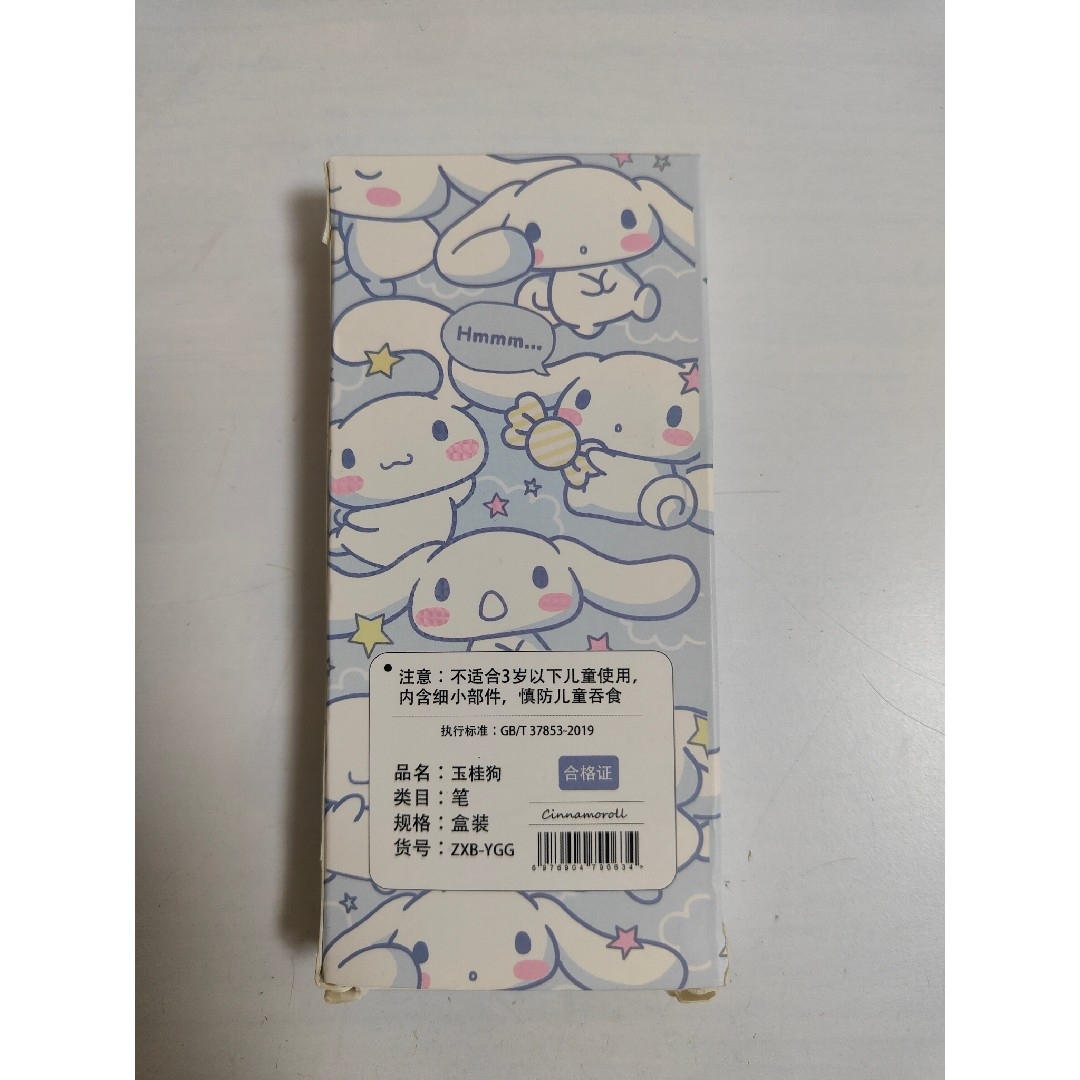 Hmmm...
注意：不适合3岁以下儿童使用，
内含细小部件，慎防儿童吞食
执行标准：GB/T 37853-2019
品名：玉桂狗
类目：笔
规格：盒装
货号：ZXB-YGG
合格证
Cinnamoroll